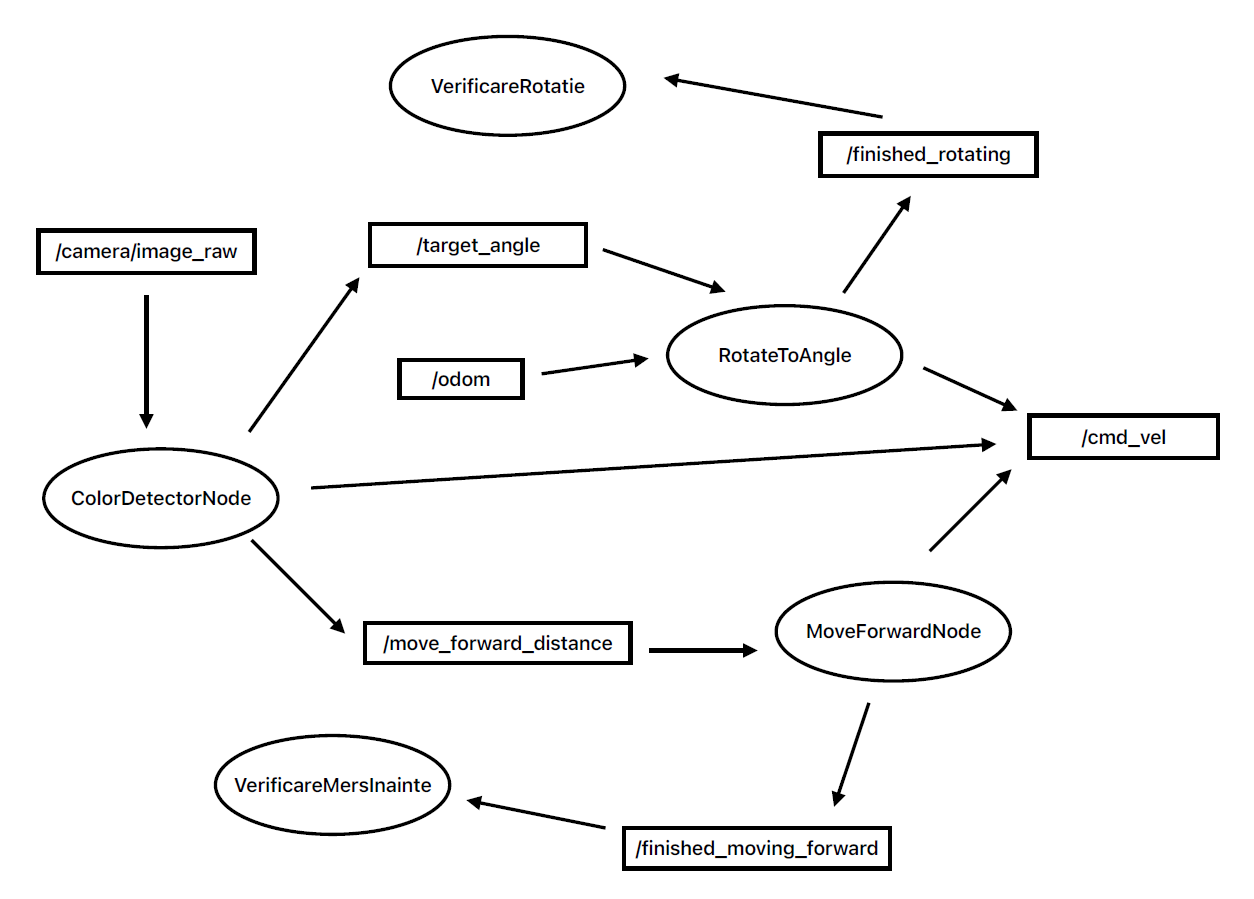 VerificareRotatie
/finished_rotating
/target_angle
/camera/image_raw
RotateToAngle
/odom
/cmd_vel
ColorDetectorNode
MoveForwardNode
/move_forward_distance
VerificareMersInainte
/finished_moving_forward